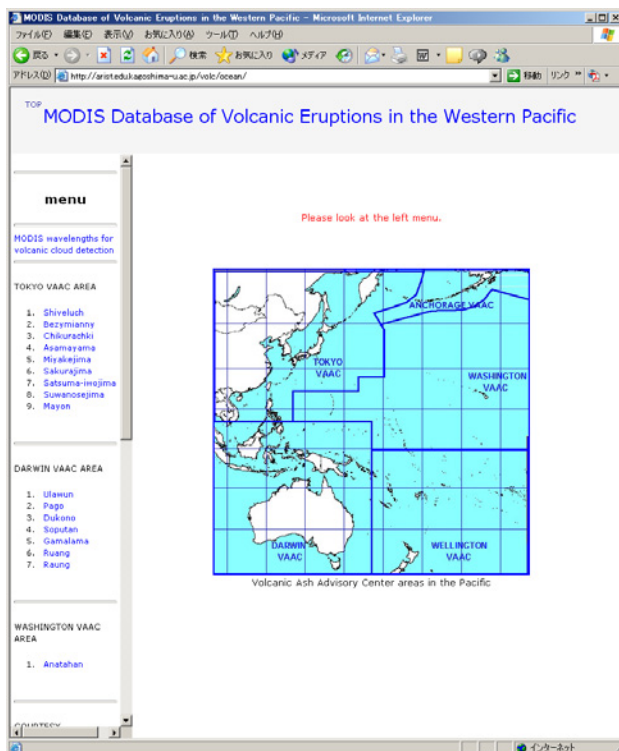 MODIS Database of Volcanic Eruptions in the Western Pacific - Microsoft Internet Explorer
ファイル(F) 編集(E) 表示(V) お気に入り(A) ツール(T) ヘルプ(H)
戻る 検索 お気に入り メディア
アドレス(D) http://arist.edu.kagoshima-u.ac.jp/volc/ocean/ 移動 リンク »
TOP
MODIS Database of Volcanic Eruptions in the Western Pacific
menu
MODIS wavelengths for
volcanic cloud detection
TOKYO VAAC AREA
1. Shiveluch
2. Bezymianny
3. Chikurachki
4. Asamayama
5. Miyakejima
6. Sakurajima
7. Satsuma-iwojima
8. Suwanosejima
9. Mayon
DARWIN VAAC AREA
1. Ulawun
2. Pago
3. Dukono
4. Soputan
5. Gamalama
6. Ruang
7. Raung
WASHINGTON VAAC
AREA
1. Anatahan
COURTESY
Please look at the left menu.
ANCHORAGE VAAC
TOKYO
VAAC
WASHINGTON
VAAC
DARWIN
VAAC
WELLINGTON
VAAC
Volcanic Ash Advisory Center areas in the Pacific
インターネット